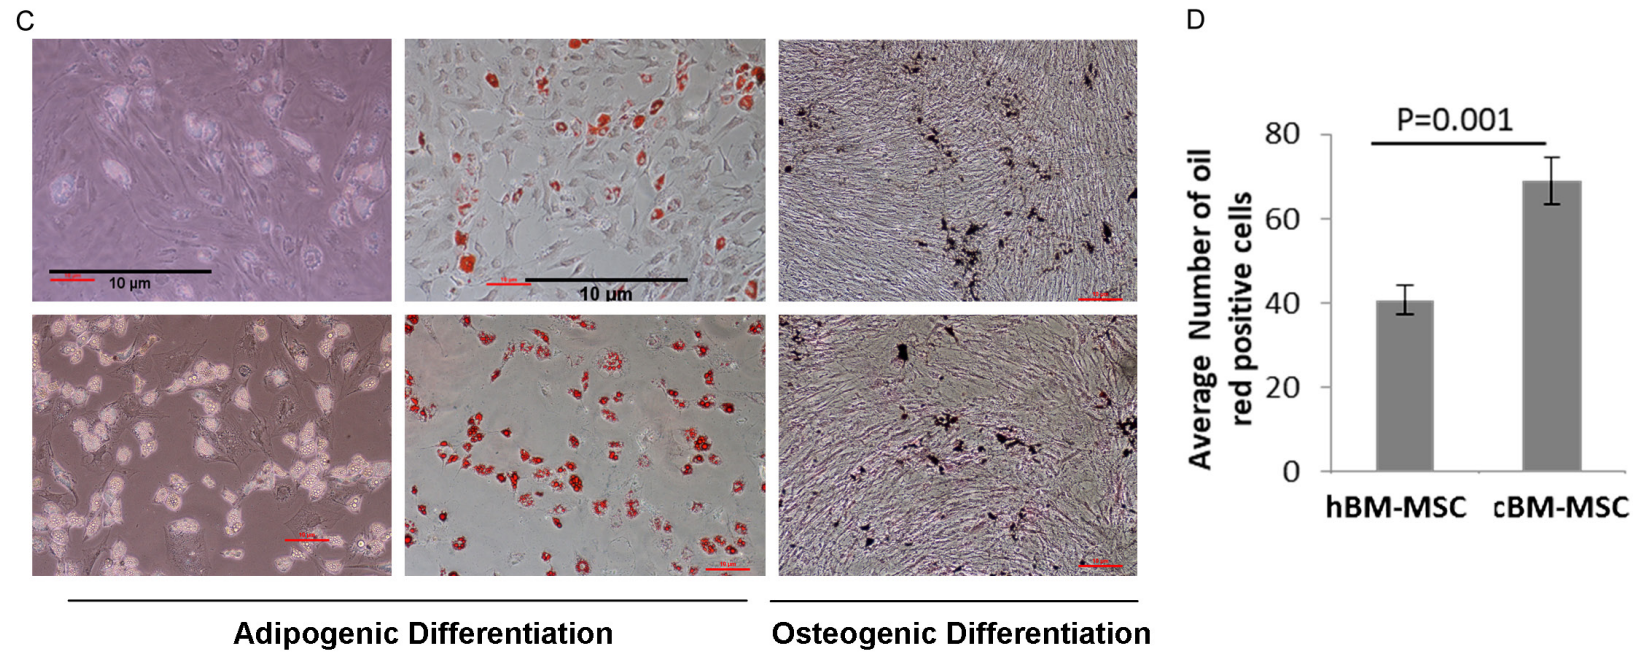 C
D
10 µm
10 µm
P=0.001
80
60
40
20
0
Average Number of oil
red positive cells
hBM-MSC cBM-MSC
Adipogenic Differentiation
Osteogenic Differentiation